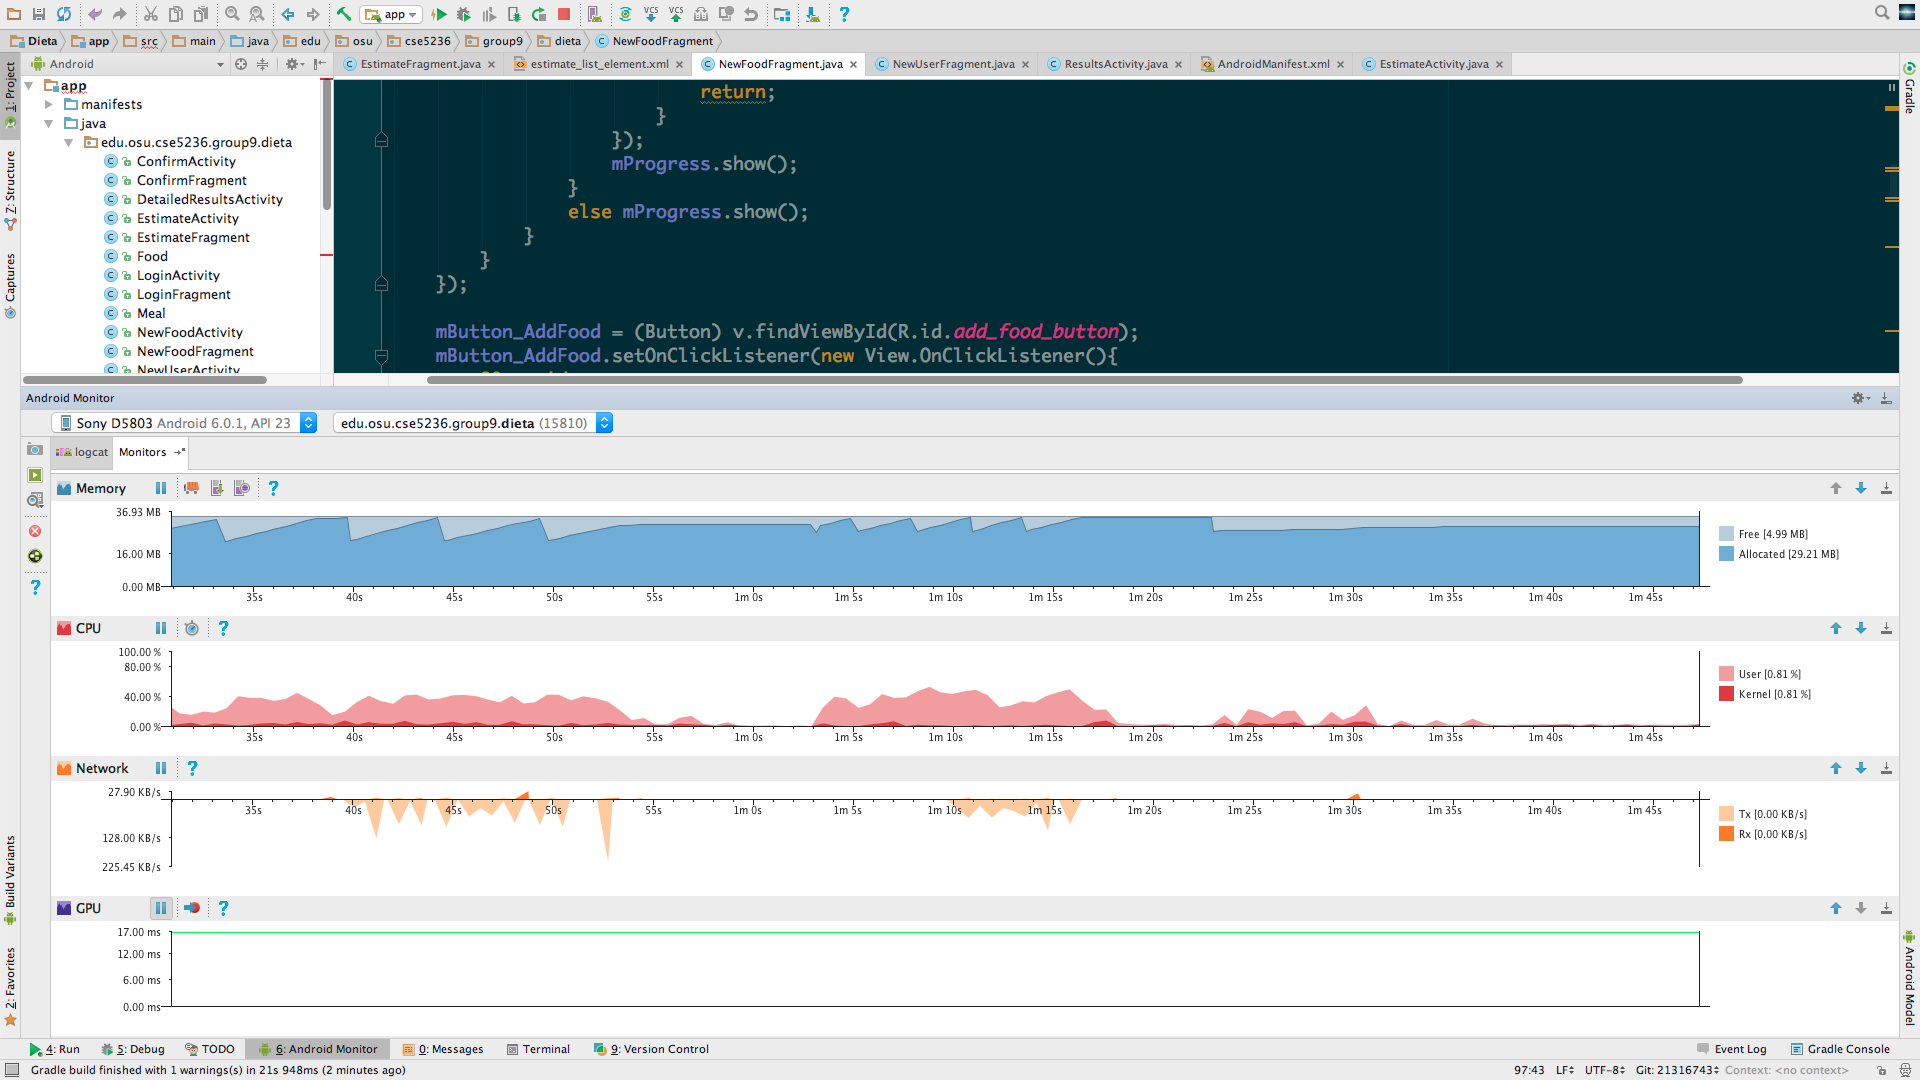 app
VCS VCS
Dieta app src main java edu osu cse5236 group9 dieta NewFoodFragment
1: Project
Z: Structure
Captures
Build Variants
2: Favorites
Android
app
manifests
java
edu.osu.cse5236.group9.dieta
ConfirmActivity
ConfirmFragment
DetailedResultsActivity
EstimateActivity
EstimateFragment
Food
LoginActivity
LoginFragment
Meal
NewFoodActivity
NewFoodFragment
NewUserActivity
EstimateFragment.java estimate_list_element.xml NewFoodFragment.java NewUserFragment.java ResultsActivity.java AndroidManifest.xml EstimateActivity.java
return;
}
});
mProgress.show();
}
else mProgress.show();
}
}
});
mButton_AddFood = (Button) v.findViewById(R.id.add_food_button);
mButton_AddFood.setOnClickListener(new View.OnClickListener(){
Gradle
Android Model
Android Monitor
Sony D5803 Android 6.0.1, API 23 edu.osu.cse5236.group9.dieta (15810)
logcat Monitors
Memory
36.93 MB
16.00 MB
0.00 MB
35s 40s 45s 50s 55s 1m 0s 1m 5s 1m 10s 1m 15s 1m 20s 1m 25s 1m 30s 1m 35s 1m 40s 1m 45s
Free [4.99 MB]
Allocated [29.21 MB]
CPU
100.00 %
80.00 %
40.00 %
0.00 %
35s 40s 45s 50s 55s 1m 0s 1m 5s 1m 10s 1m 15s 1m 20s 1m 25s 1m 30s 1m 35s 1m 40s 1m 45s
User [0.81 %]
Kernel [0.81 %]
Network
27.90 KB/s
128.00 KB/s
225.45 KB/s
35s 40s 45s 50s 55s 1m 0s 1m 5s 1m 10s 1m 15s 1m 20s 1m 25s 1m 30s 1m 35s 1m 40s 1m 45s
Tx [0.00 KB/s]
Rx [0.00 KB/s]
GPU
17.00 ms
12.00 ms
6.00 ms
0.00 ms
4: Run 5: Debug TODO 6: Android Monitor 0: Messages Terminal 9: Version Control Event Log Gradle Console
Gradle build finished with 1 warnings(s) in 21s 948ms (2 minutes ago) 97:43 LF UTF-8 Git: 21316743 Context: <no context>